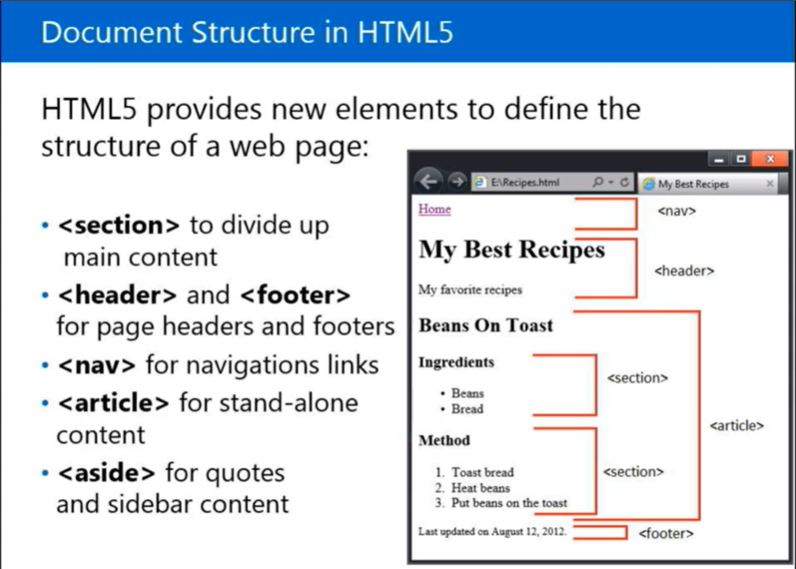 Document Structure in HTML5
HTML5 provides new elements to define the
structure of a web page:
• <section> to divide up
main content
• <header> and <footer>
for page headers and footers
• <nav> for navigations links
• <article> for stand-alone
content
• <aside> for quotes
and sidebar content
E:\Recipes.html
My Best Recipes
Home
<nav>
My Best Recipes
<header>
My favorite recipes
Beans On Toast
Ingredients
<section>
• Beans
• Bread
<article>
Method
1. Toast bread
<section>
2. Heat beans
3. Put beans on the toast
Last updated on August 12, 2012.
<footer>